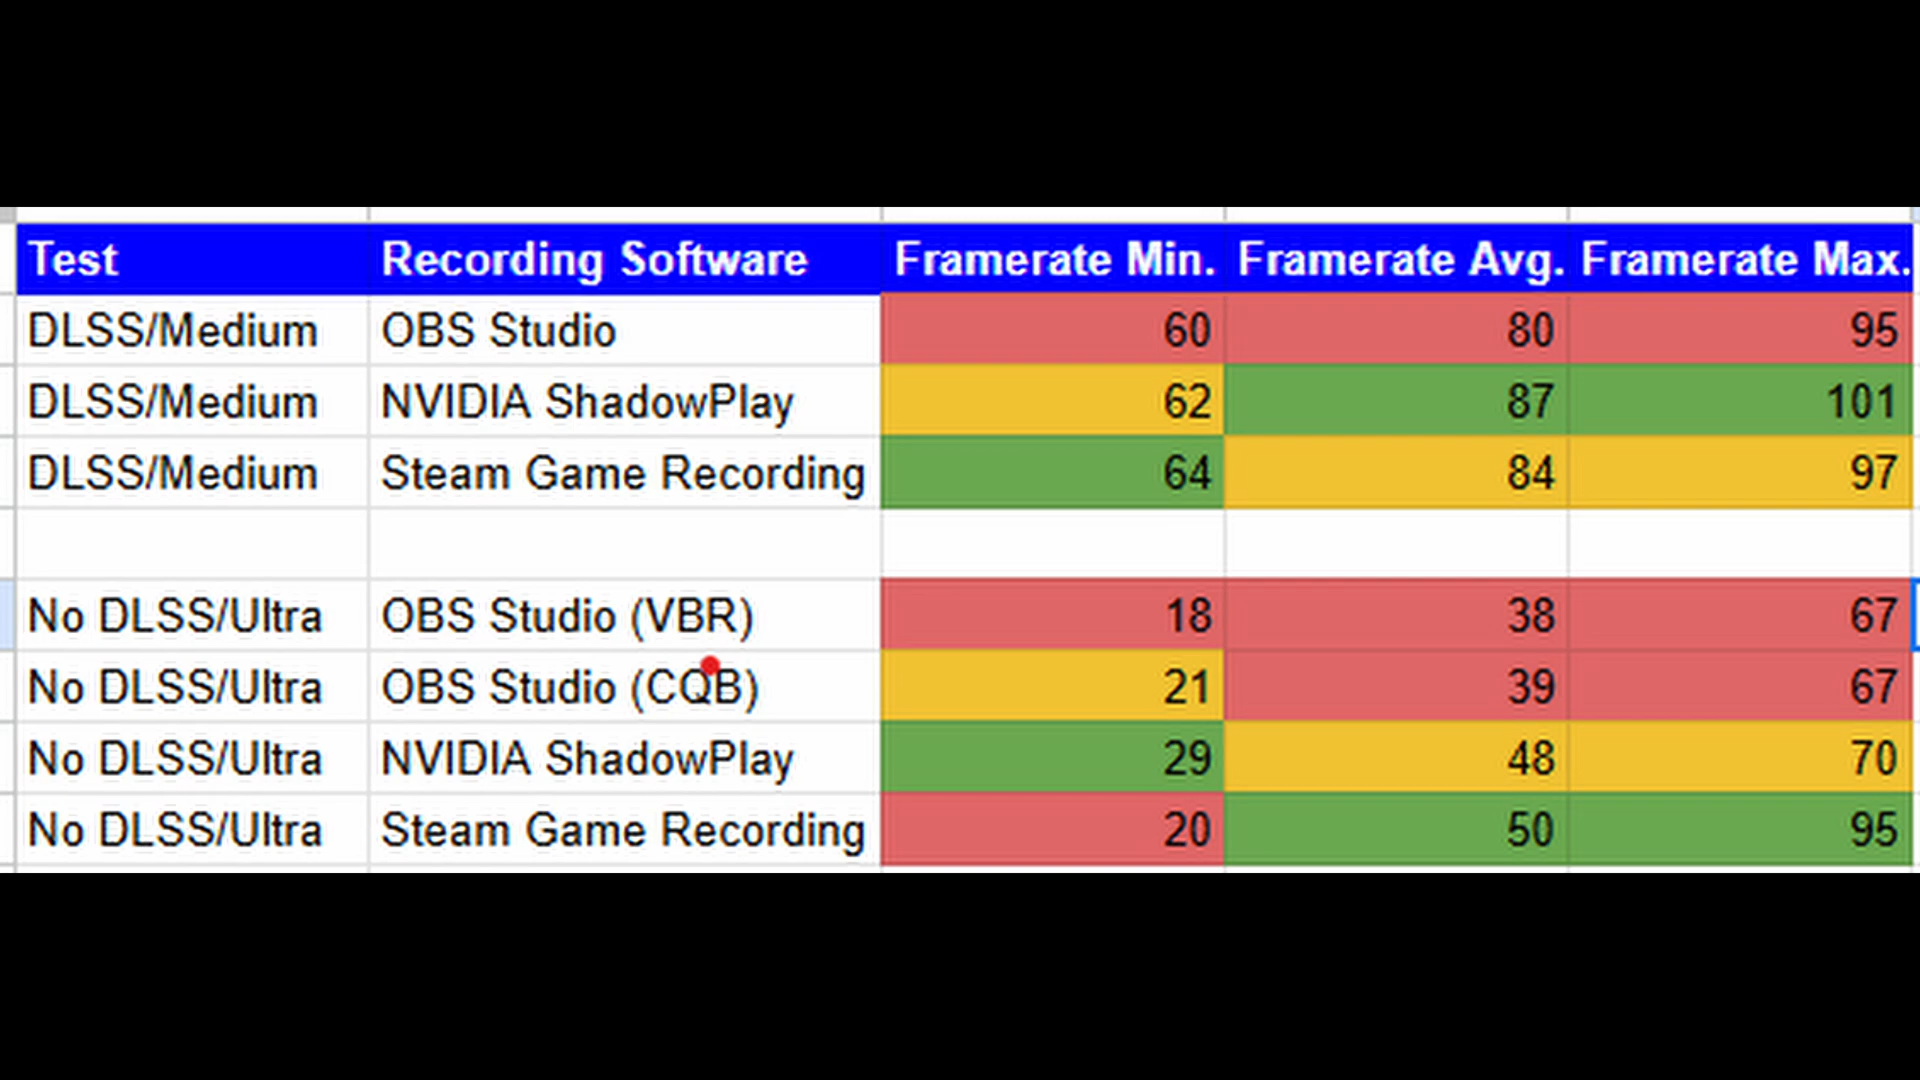 Test Recording Software Framerate Min. Framerate Avg. Framerate Max.
DLSS/Medium OBS Studio 60 80 95
DLSS/Medium NVIDIA ShadowPlay 62 87 101
DLSS/Medium Steam Game Recording 64 84 97
No DLSS/Ultra OBS Studio (VBR) 18 38 67
No DLSS/Ultra OBS Studio (CQB) 21 39 67
No DLSS/Ultra NVIDIA ShadowPlay 29 48 70
No DLSS/Ultra Steam Game Recording 20 50 95